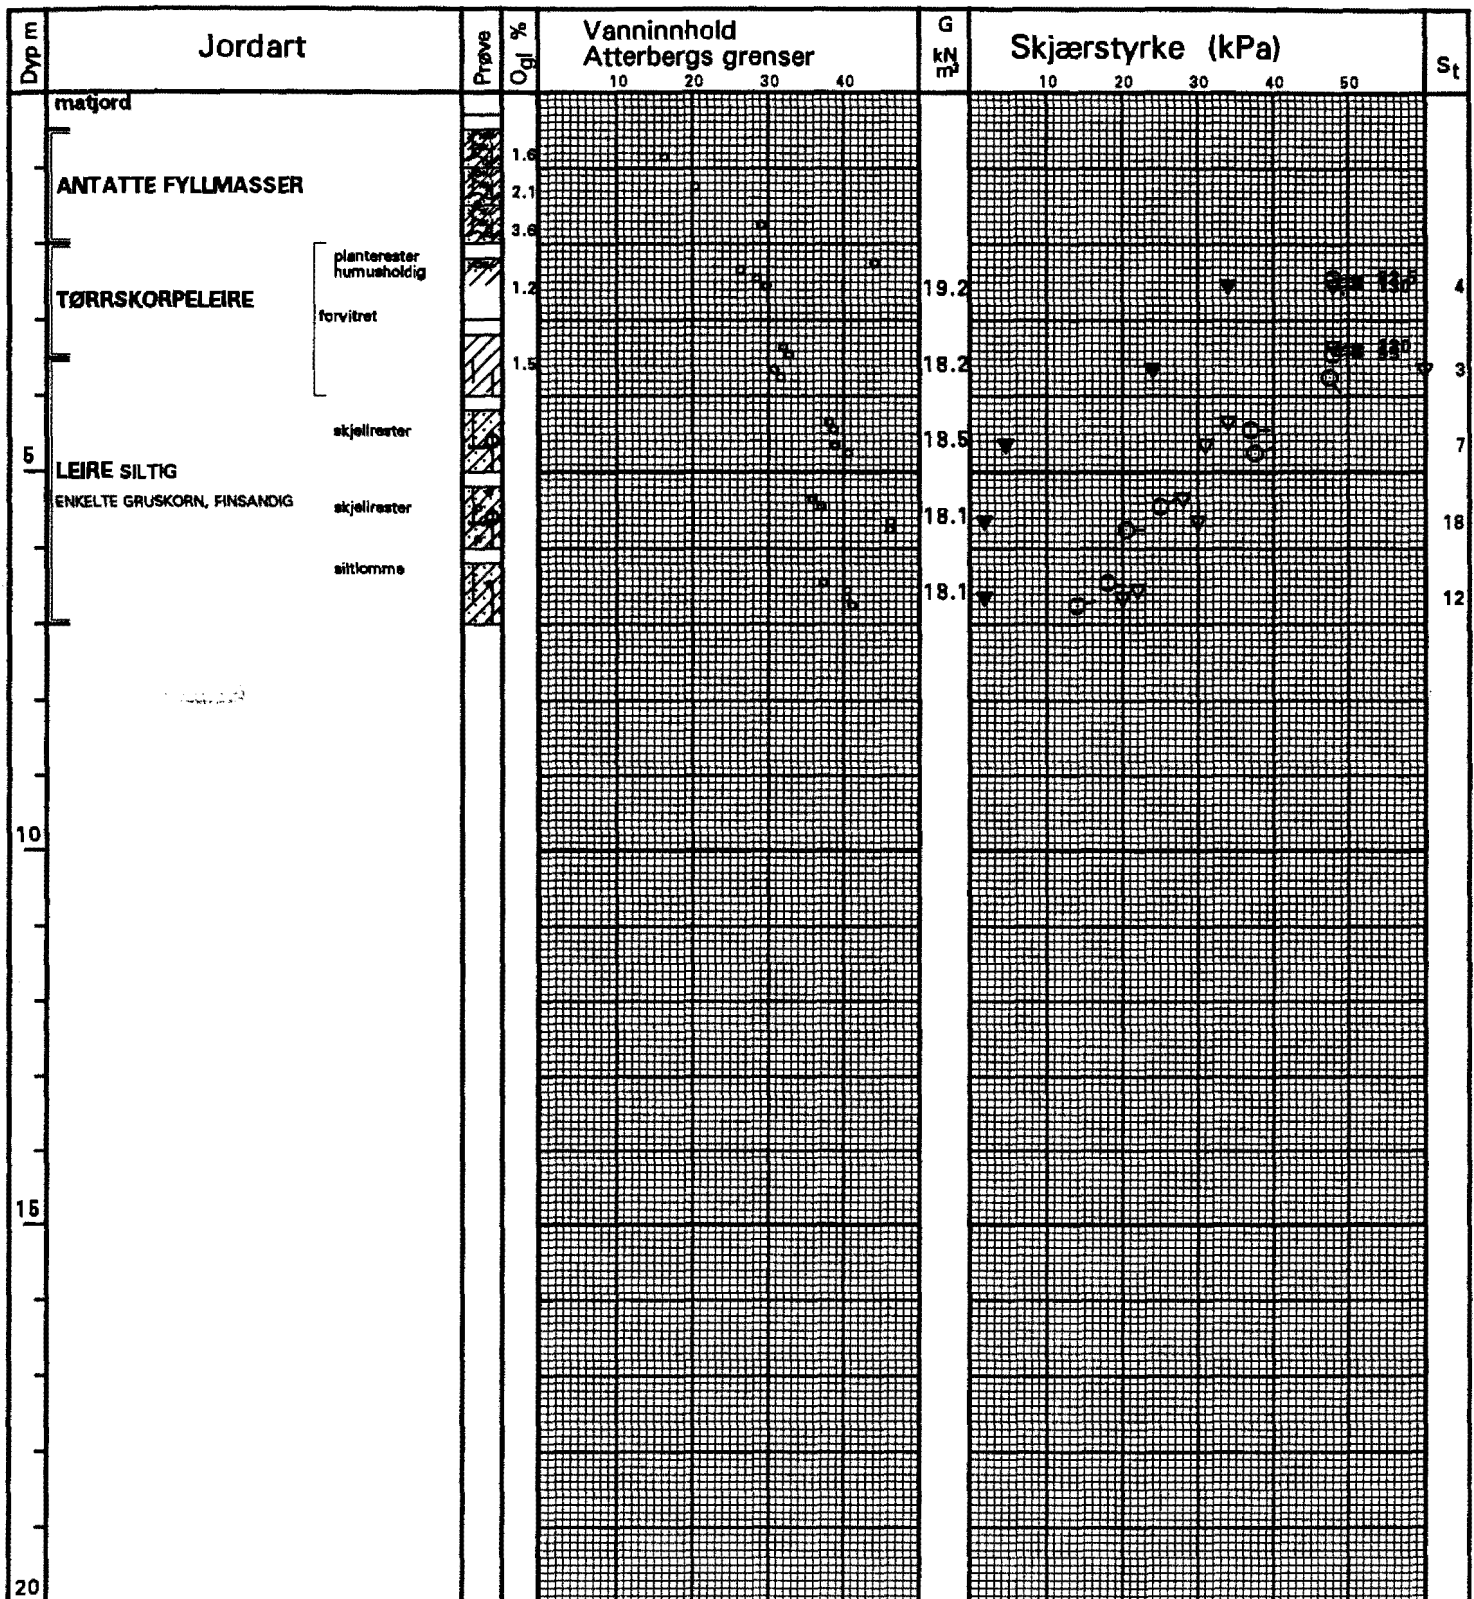 Dyp m
Jordart
Prøve
Ogl %
Vanninnhold
Atterbergs grenser
10 20 30 40
G
kN
m³
Skjærstyrke (kPa)
10 20 30 40 50
St
matjord
1.6
ANTATTE FYLLMASSER
2.1
3.6
planterester
humusholdig
TØRRSKORPELEIRE
1.2
19.2
4
forvitret
1.5
18.2
3
skjellrester
18.5
7
5
LEIRE SILTIG
ENKELTE GRUSKORN, FINSANDIG
skjellrester
18.1
18
siltlomme
18.1
12
10
15
20